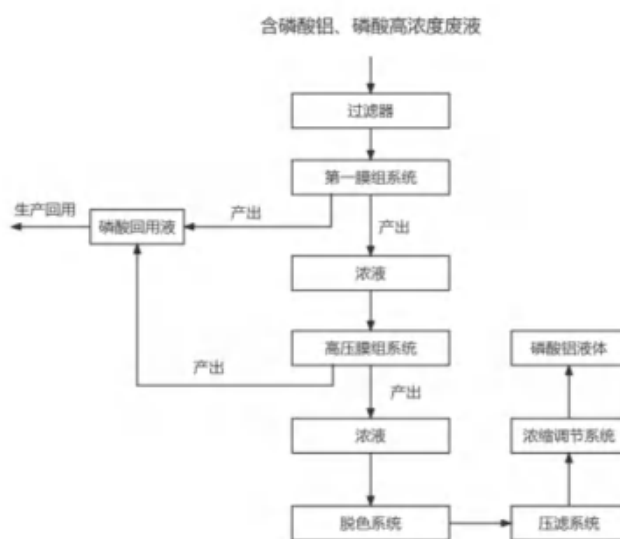 含磷酸铝、磷酸高浓度废液
过滤器
第一膜组系统
生产回用
磷酸回用液
产出
产出
浓液
高压膜组系统
磷酸铝液体
产出
产出
浓液
浓缩调节系统
脱色系统
压滤系统